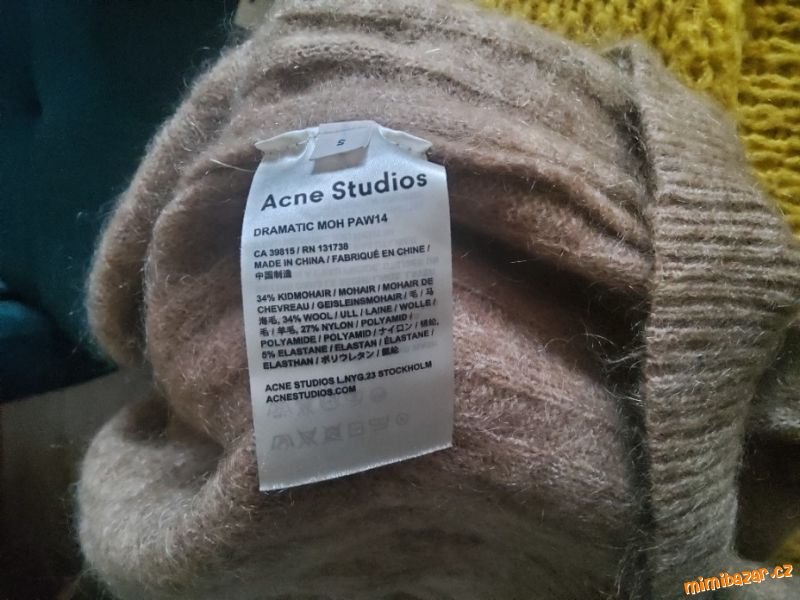 S
Acne Studios
DRAMATIC MOH PAW14
CA 39815 / RN 131738
MADE IN CHINA / FABRIQUÉ EN CHINE /
中国制造
34% KIDMOHAIR / MOHAIR / MOHAIR DE
CHEVREAU / GEISLEINSMOHAIR / 毛 / 马
海毛, 34% WOOL / ULL / LAINE / WOLLE /
毛 / 羊毛, 27% NYLON / POLYAMID /
POLYAMIDE / POLYAMID / ナイロン / 锦纶,
5% ELASTANE / ELASTAN / ÉLASTANE /
ELASTHAN / ポリウレタン / 氨纶
ACNE STUDIOS L.NYG.23 STOCKHOLM
ACNESTUDIOS.COM
mimibazar.cz